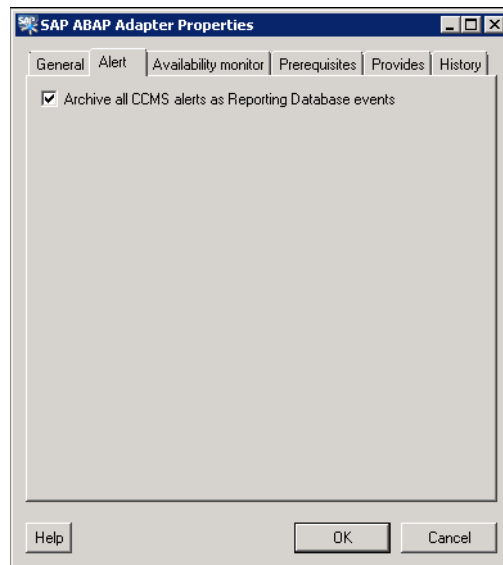 SAP SAP ABAP Adapter Properties
General Alert Availability monitor Prerequisites Provides History
Archive all CCMS alerts as Reporting Database events
Help OK Cancel